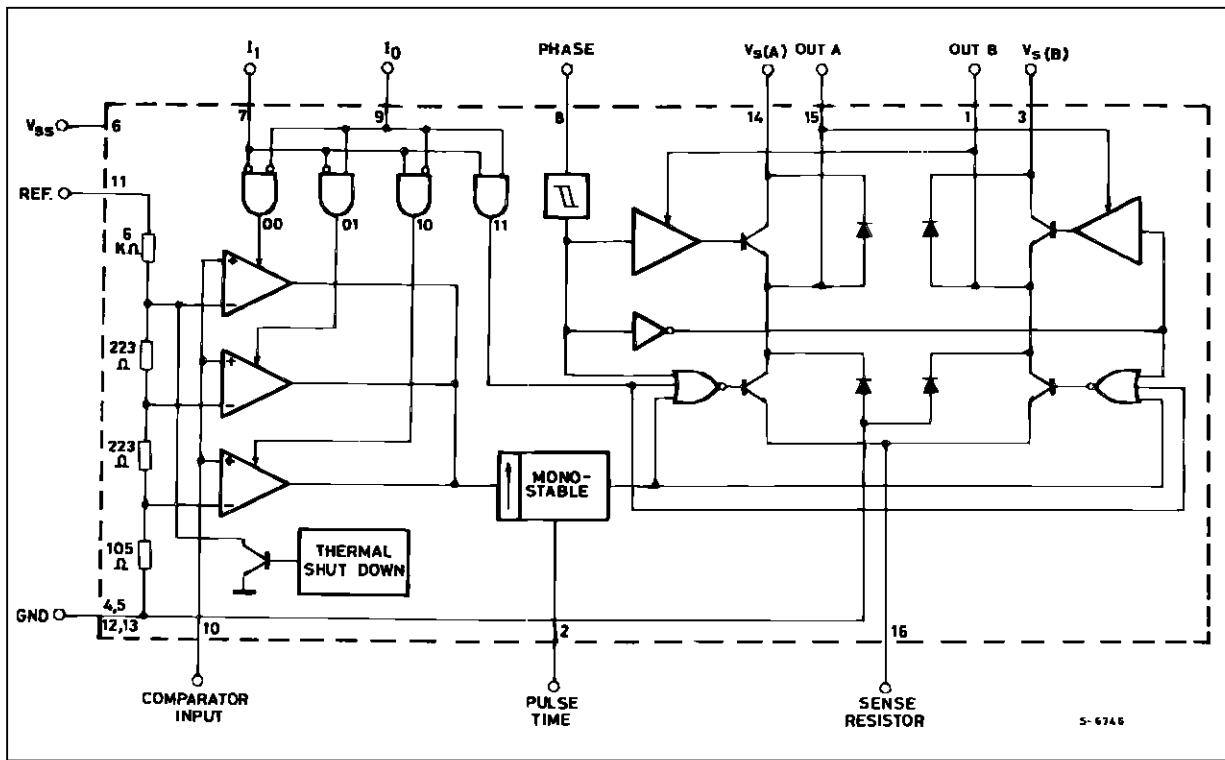 I1 I0 PHASE Vs(A) OUT A OUT B Vs(B)
7 9 8 14 15 1 3
Vss 6
REF. 11
00 01 10 11
6 KΩ
+
−
223 Ω
+
−
223 Ω
+
−
MONO-
STABLE
105 Ω
THERMAL
SHUT DOWN
GND 4,5
12,13 10 2 16
COMPARATOR
INPUT
PULSE
TIME
SENSE
RESISTOR
S-6746